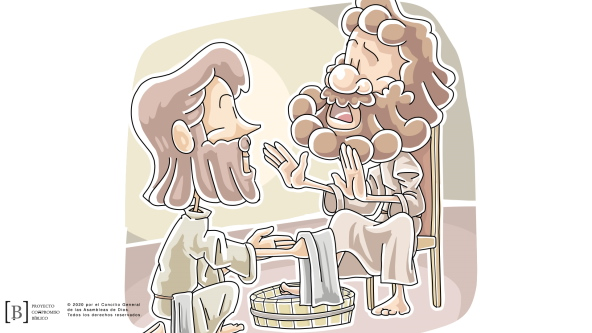 [B]
PROYECTO
COMPROMISO
BÍBLICO
© 2020 por el Concilio General
de las Asambleas de Dios
Todos los derechos reservados